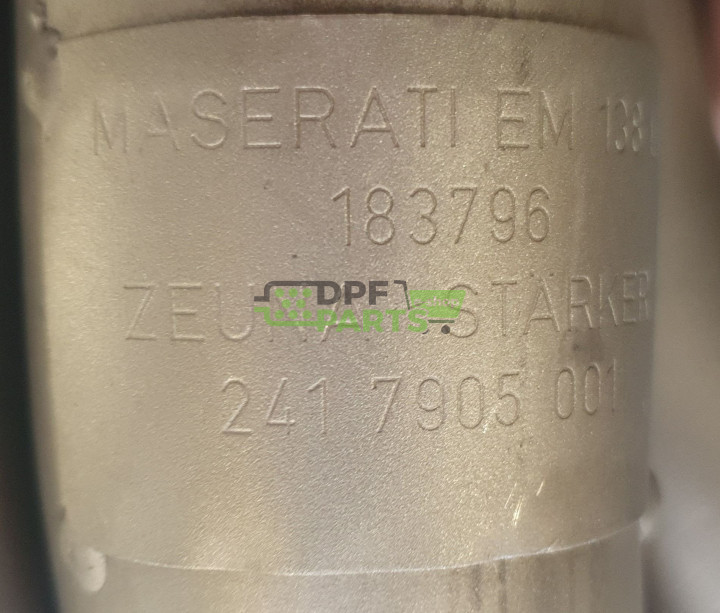 MASERATI EM 138
183796
DPF
PARTS
STÄRKER
241 7905 001